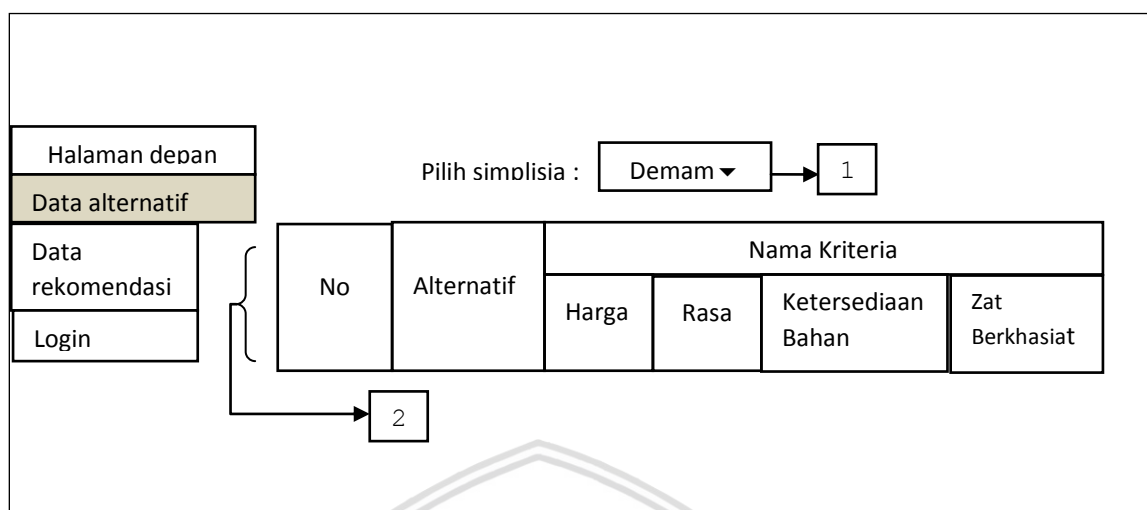 Halaman depan
Data alternatif
Data
rekomendasi
Login
Pilih simplisia :
Demam
1
No
Alternatif
Nama Kriteria
Harga
Rasa
Ketersediaan
Bahan
Zat
Berkhasiat
2